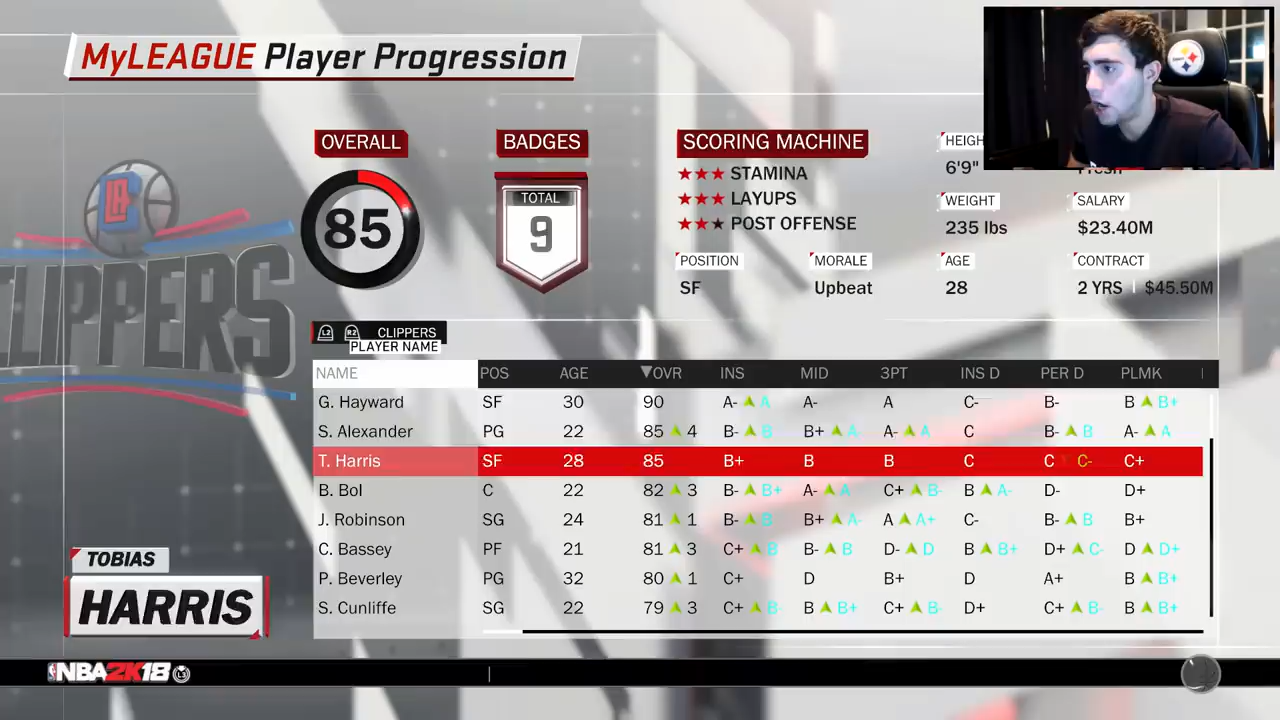 MyLEAGUE Player Progression
OVERALL
85
BADGES
TOTAL
9
SCORING MACHINE
★★★ STAMINA
★★★ LAYUPS
★★★ POST OFFENSE
POSITION
SF
MORALE
Upbeat
6'9"
WEIGHT
235 lbs
SALARY
$23.40M
AGE
28
CONTRACT
2 YRS $45.50M
LA
CLIPPERS
L2 R2 CLIPPERS
PLAYER NAME
NAME POS AGE ▼OVR INS MID 3PT INS D PER D PLMK
G. Hayward SF 30 90 A- ▲ A A- A C- B- B ▲ B+
S. Alexander PG 22 85 ▲ 4 B- ▲ B B+ ▲ A- A- ▲ A C B- ▲ B A- ▲ A
T. Harris SF 28 85 B+ B B C C C- C+
B. Bol C 22 82 ▲ 3 B- ▲ B+ A- ▲ A C+ ▲ B- B ▲ A- D- D+
J. Robinson SG 24 81 ▲ 1 B- ▲ B B+ ▲ A- A ▲ A+ C- B- ▲ B B+
C. Bassey PF 21 81 ▲ 3 C+ ▲ B B- ▲ B D- ▲ D B ▲ B+ D+ ▲ C- D ▲ D+
P. Beverley PG 32 80 ▲ 1 C+ D B+ D A+ B ▲ B+
S. Cunliffe SG 22 79 ▲ 3 C+ ▲ B- B ▲ B+ C+ ▲ B- D+ C+ ▲ B- B ▲ B+
TOBIAS
HARRIS
NBA2K18